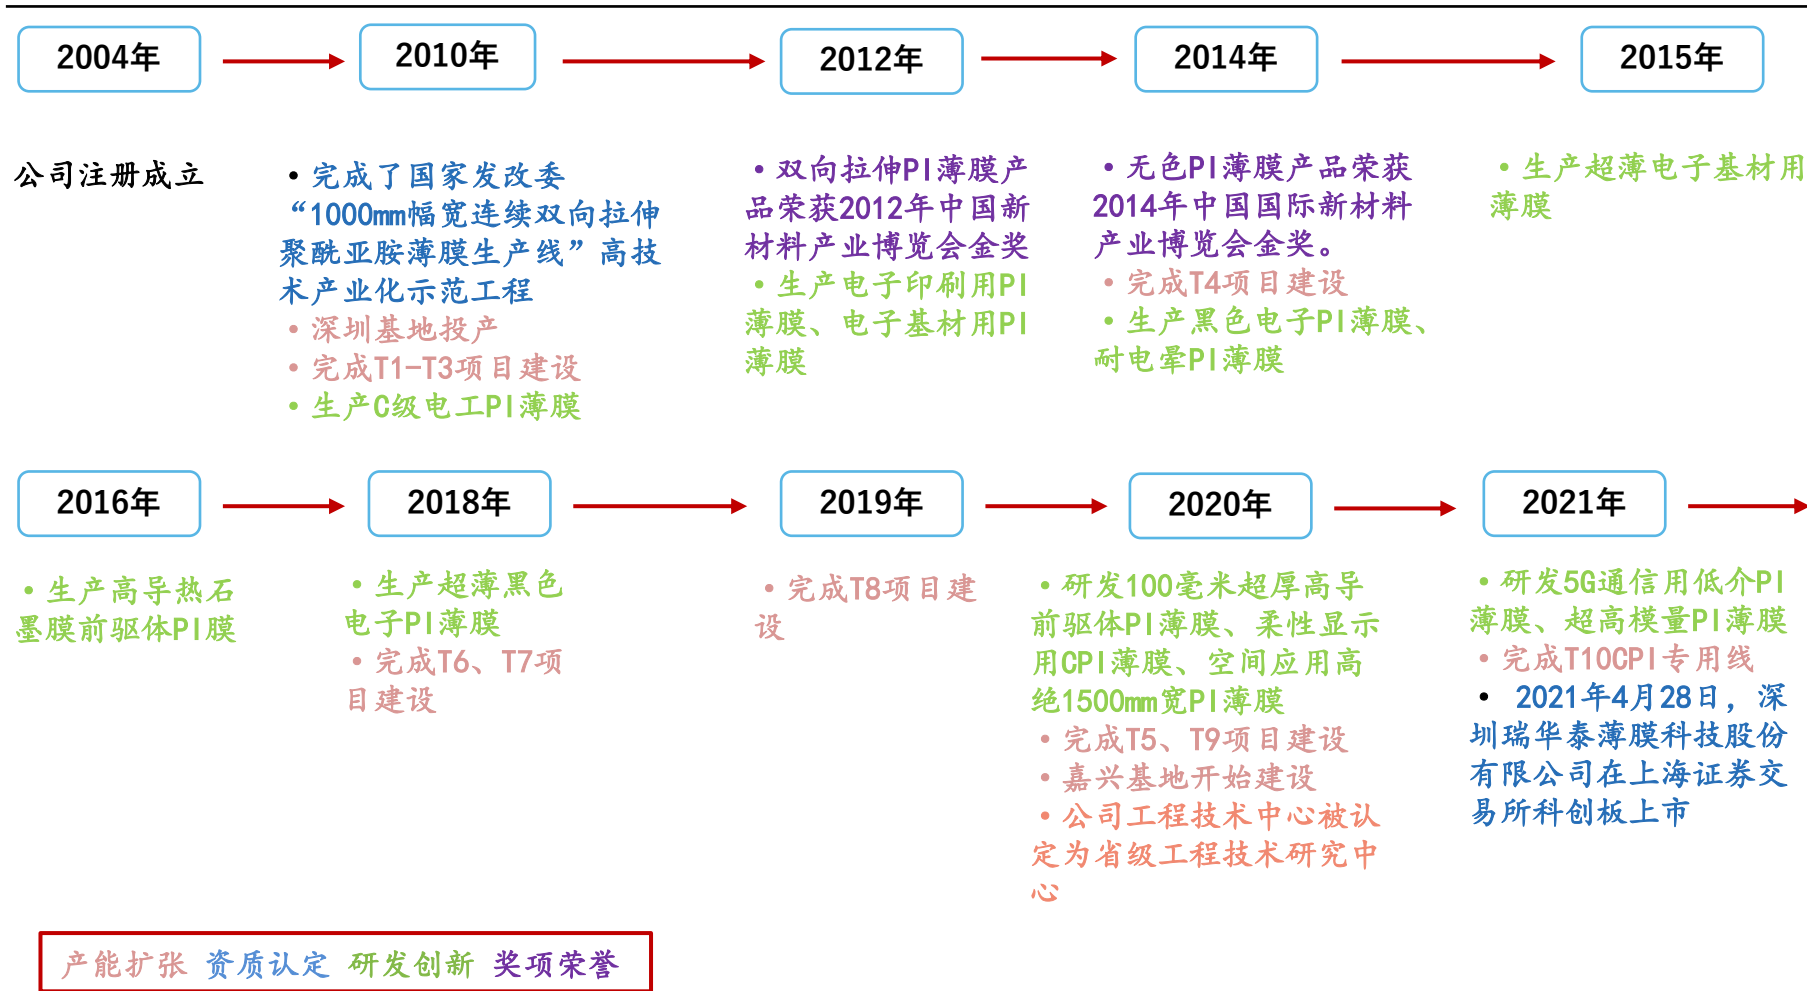 2004年
2010年
2012年
2014年
2015年
公司注册成立
• 完成了国家发改委
“1000mm幅宽连续双向拉伸
聚酰亚胺薄膜生产线”高技
术产业化示范工程
• 深圳基地投产
• 完成T1-T3项目建设
• 生产C级电工PI薄膜
• 双向拉伸PI薄膜产
品荣获2012年中国新
材料产业博览会金奖
• 生产电子印刷用PI
薄膜、电子基材用PI
薄膜
• 无色PI薄膜产品荣获
2014年中国国际新材料
产业博览会金奖。
• 完成T4项目建设
• 生产黑色电子PI薄膜、
耐电晕PI薄膜
• 生产超薄电子基材用
薄膜
2016年
2018年
2019年
2020年
2021年
• 生产高导热石
墨膜前驱体PI膜
• 生产超薄黑色
电子PI薄膜
• 完成T6、T7项
目建设
• 完成T8项目建
设
• 研发100毫米超厚高导
前驱体PI薄膜、柔性显示
用CPI薄膜、空间应用高
绝1500mm宽PI薄膜
• 完成T5、T9项目建设
• 嘉兴基地开始建设
• 公司工程技术中心被认
定为省级工程技术研究中
心
• 研发5G通信用低介PI
薄膜、超高模量PI薄膜
• 完成T10CPI专用线
• 2021年4月28日，深
圳瑞华泰薄膜科技股份
有限公司在上海证券交
易所科创板上市
产能扩张 资质认定 研发创新 奖项荣誉